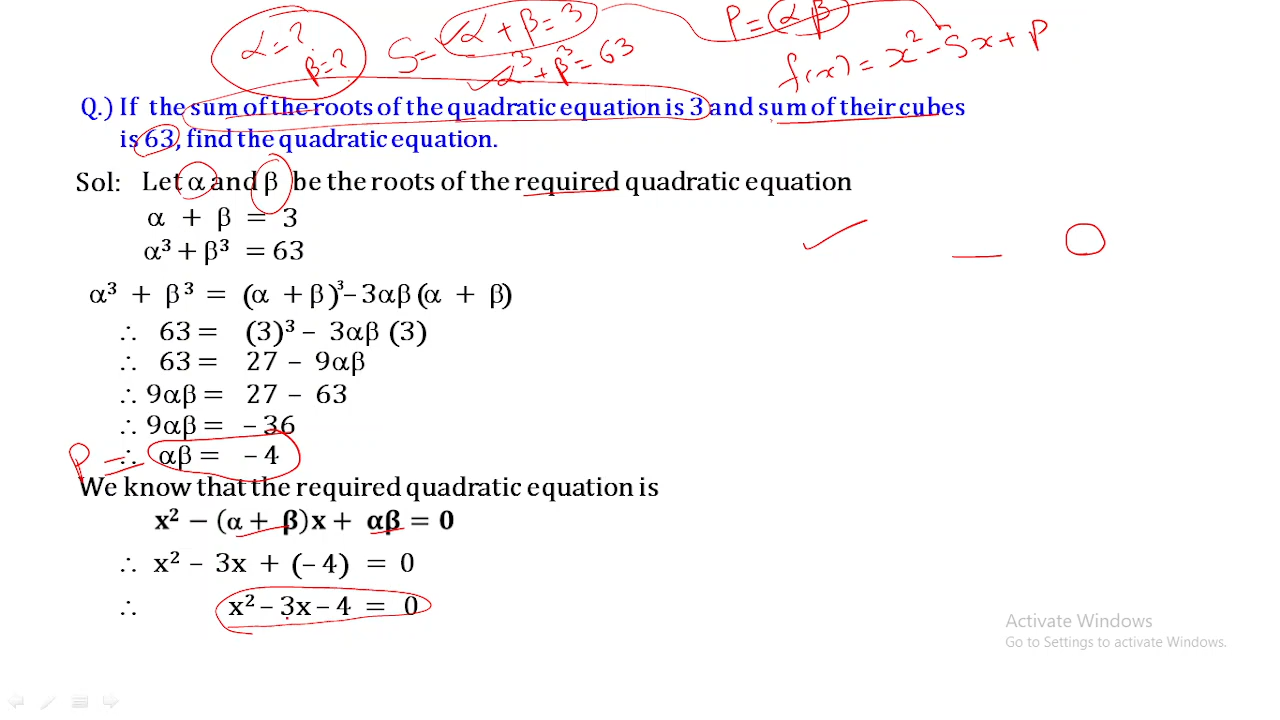 α=?
β=?
S= α + β = 3
α³ + β³ = 63
P= αβ
f(x) = x² - Sx + P
Q.) If the sum of the roots of the quadratic equation is 3 and sum of their cubes
is 63, find the quadratic equation.
Sol: Let α and β be the roots of the required quadratic equation
α + β = 3
α³ + β³ = 63
α³ + β³ = (α + β)³ – 3αβ (α + β)
∴ 63 = (3)³ – 3αβ (3)
∴ 63 = 27 – 9αβ
∴ 9αβ = 27 – 63
∴ 9αβ = – 36
P = ∴ αβ = – 4
We know that the required quadratic equation is
x² – (α + β)x + αβ = 0
∴ x² – 3x + (– 4) = 0
∴ x² – 3x – 4 = 0
Activate Windows
Go to Settings to activate Windows.